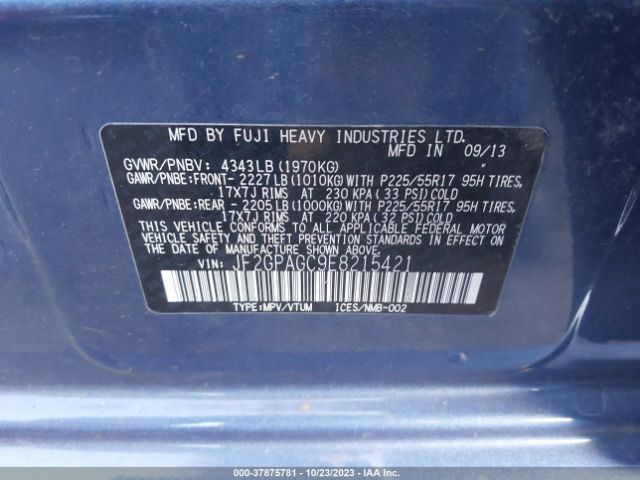 MFD BY FUJI HEAVY INDUSTRIES LTD.
MFD IN 09/13
GVWR/PNBV: 4343LB(1970KG)
GAWR/PNBE:FRONT- 2227LB(1010KG)WITH P225/55R17 95H TIRES,
17X7J RIMS AT 230 KPA(33 PSI)COLD
GAWR/PNBE:REAR - 2205LB(1000KG)WITH P225/55R17 95H TIRES,
17X7J RIMS AT 220 KPA(32 PSI)COLD
THIS VEHICLE CONFORMS TO ALL APPLICABLE FEDERAL MOTOR
VEHICLE SAFETY AND THEFT PREVENTION STANDARDS IN EFFECT
ON THE DATE OF MANUFACTURE SHOWN ABOVE.
VIN: JF2GPAGC9E8215421
TYPE:MPV/VTUM ICES/NMB-002
000-37875781 - 10/23/2023 - IAA Inc.